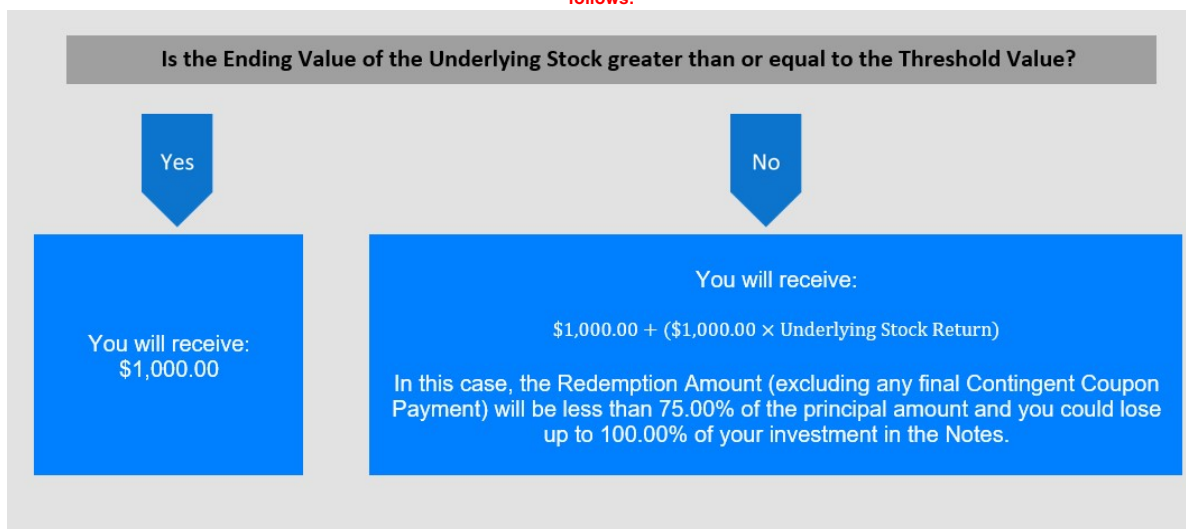 follows:
Is the Ending Value of the Underlying Stock greater than or equal to the Threshold Value?
Yes
No
You will receive:
$1,000.00
You will receive:
$1,000.00 + ($1,000.00 × Underlying Stock Return)
In this case, the Redemption Amount (excluding any final Contingent Coupon
Payment) will be less than 75.00% of the principal amount and you could lose
up to 100.00% of your investment in the Notes.